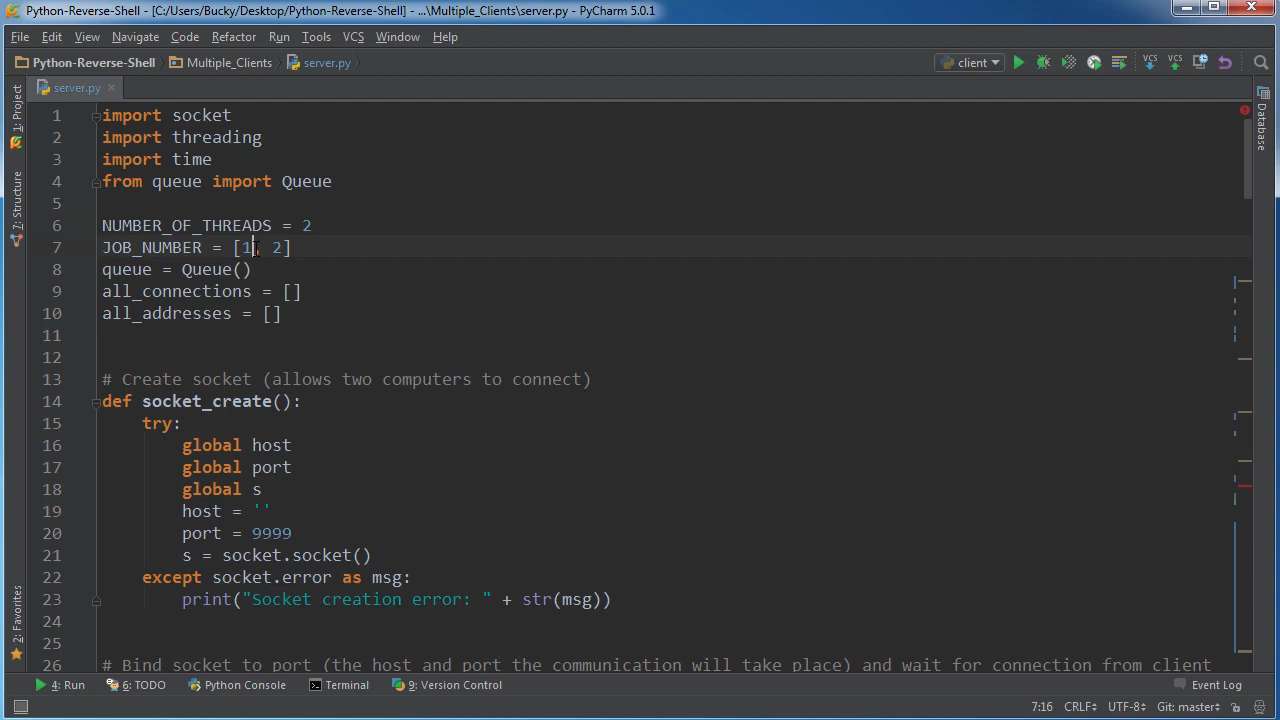 Python-Reverse-Shell - [C:/Users/Bucky/Desktop/Python-Reverse-Shell] - ...\Multiple_Clients\server.py - PyCharm 5.0.1
File Edit View Navigate Code Refactor Run Tools VCS Window Help
Python-Reverse-Shell Multiple_Clients server.py client VCS VCS
server.py
1 import socket
2 import threading
3 import time
4 from queue import Queue
5
6 NUMBER_OF_THREADS = 2
7 JOB_NUMBER = [1, 2]
8 queue = Queue()
9 all_connections = []
10 all_addresses = []
11
12
13 # Create socket (allows two computers to connect)
14 def socket_create():
15 try:
16 global host
17 global port
18 global s
19 host = ''
20 port = 9999
21 s = socket.socket()
22 except socket.error as msg:
23 print("Socket creation error: " + str(msg))
24
25
26 # Bind socket to port (the host and port the communication will take place) and wait for connection from client
1: Project
7: Structure
2: Favorites
Database
4: Run 6: TODO Python Console Terminal 9: Version Control Event Log
7:16 CRLF UTF-8 Git: master